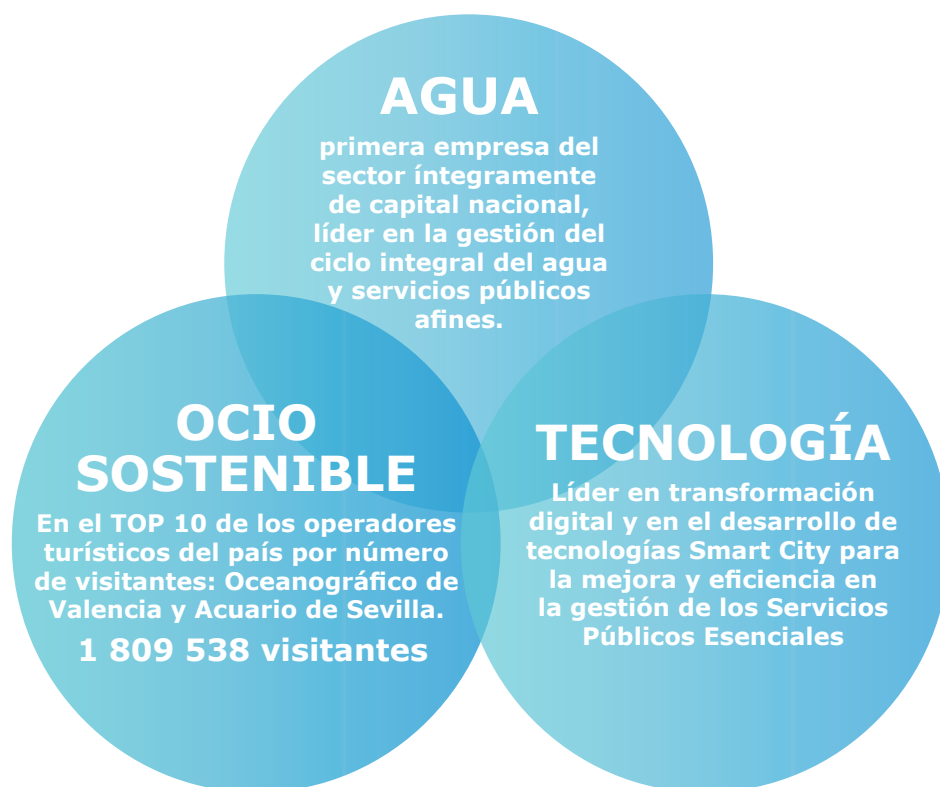 AGUA
primera empresa del
sector íntegramente
de capital nacional,
líder en la gestión del
ciclo integral del agua
y servicios públicos
afines.
OCIO
SOSTENIBLE
En el TOP 10 de los operadores
turísticos del país por número
de visitantes: Oceanográfico de
Valencia y Acuario de Sevilla.
1 809 538 visitantes
TECNOLOGÍA
Líder en transformación
digital y en el desarrollo de
tecnologías Smart City para
la mejora y eficiencia en
la gestión de los Servicios
Públicos Esenciales